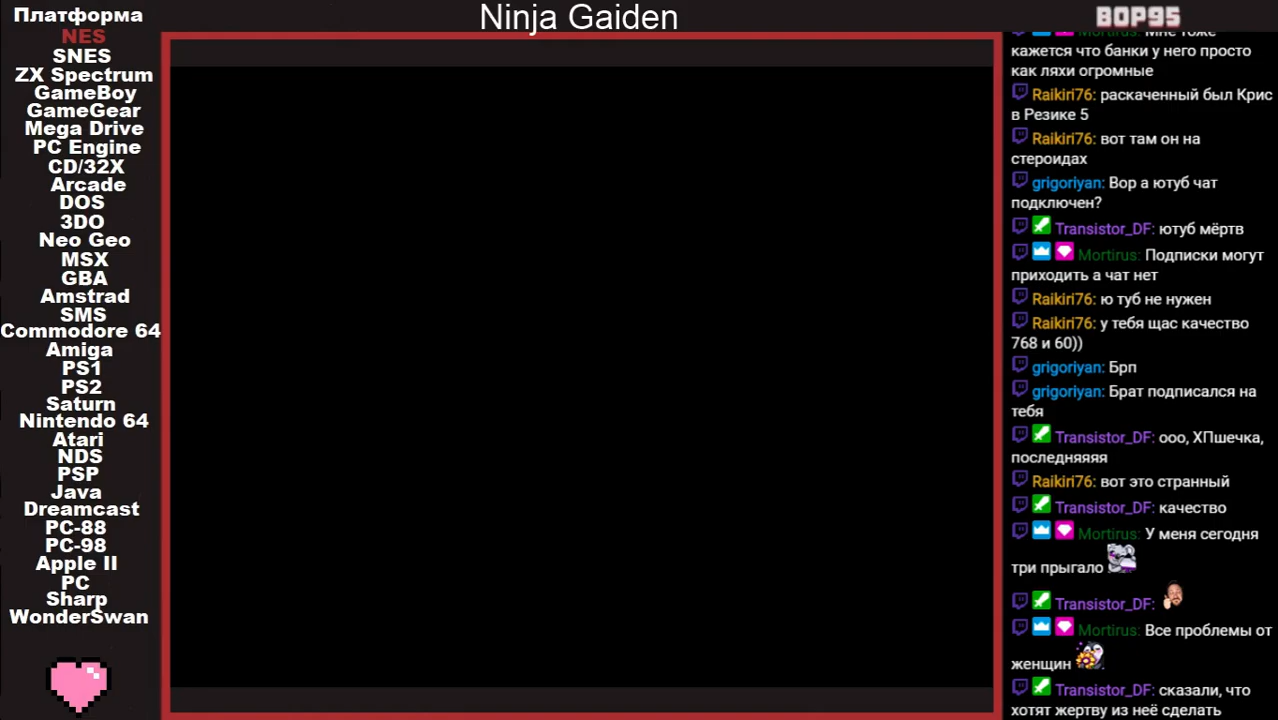 Платформа
NES
SNES
ZX Spectrum
GameBoy
GameGear
Mega Drive
PC Engine
CD/32X
Arcade
DOS
3DO
Neo Geo
MSX
GBA
Amstrad
SMS
Commodore 64
Amiga
PS1
PS2
Saturn
Nintendo 64
Atari
NDS
PSP
Java
Dreamcast
PC-88
PC-98
Apple II
PC
Sharp
WonderSwan
Ninja Gaiden
BOP95
Mortirus: Мне тоже
кажется что банки у него просто
как ляхи огромные
Raikiri76: раскаченный был Крис
в Резике 5
Raikiri76: вот там он на
стероидах
grigoriyan: Вор а ютуб чат
подключен?
Transistor_DF: ютуб мёртв
Mortirus: Подписки могут
приходить а чат нет
Raikiri76: ю туб не нужен
Raikiri76: у тебя щас качество
768 и 60))
grigoriyan: Брп
grigoriyan: Брат подписался на
тебя
Transistor_DF: ооо, ХПшечка,
последняяяя
Raikiri76: вот это странный
Transistor_DF: качество
Mortirus: У меня сегодня
три прыгало
Transistor_DF:
Mortirus: Все проблемы от
женщин
Transistor_DF: сказали, что
хотят жертву из неё сделать